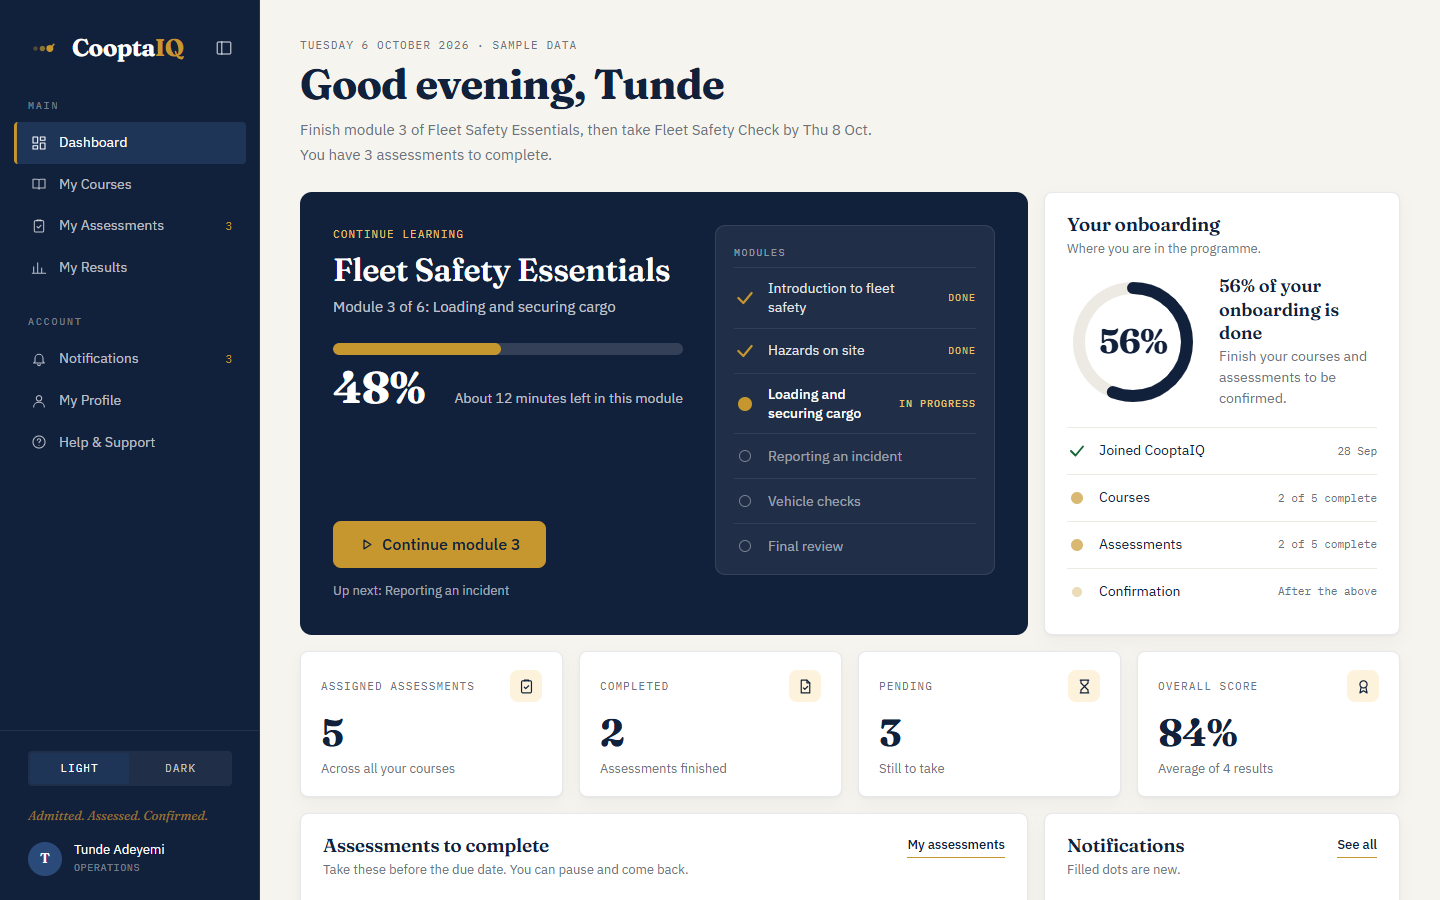 CooptaIQ
MAIN
Dashboard
My Courses
My Assessments 3
My Results
ACCOUNT
Notifications 3
My Profile
Help & Support
LIGHT DARK
Admitted. Assessed. Confirmed.
T
Tunde Adeyemi
OPERATIONS
TUESDAY 6 OCTOBER 2026 · SAMPLE DATA
Good evening, Tunde
Finish module 3 of Fleet Safety Essentials, then take Fleet Safety Check by Thu 8 Oct.
You have 3 assessments to complete.
CONTINUE LEARNING
Fleet Safety Essentials
Module 3 of 6: Loading and securing cargo
48% About 12 minutes left in this module
Continue module 3
Up next: Reporting an incident
MODULES
Introduction to fleet
safety
DONE
Hazards on site DONE
Loading and
securing cargo
IN PROGRESS
Reporting an incident
Vehicle checks
Final review
Your onboarding
Where you are in the programme.
56%
56% of your
onboarding is
done
Finish your courses and
assessments to be
confirmed.
Joined CooptaIQ 28 Sep
Courses 2 of 5 complete
Assessments 2 of 5 complete
Confirmation After the above
ASSIGNED ASSESSMENTS
5
Across all your courses
COMPLETED
2
Assessments finished
PENDING
3
Still to take
OVERALL SCORE
84%
Average of 4 results
Assessments to complete
My assessments
Take these before the due date. You can pause and come back.
Notifications
See all
Filled dots are new.